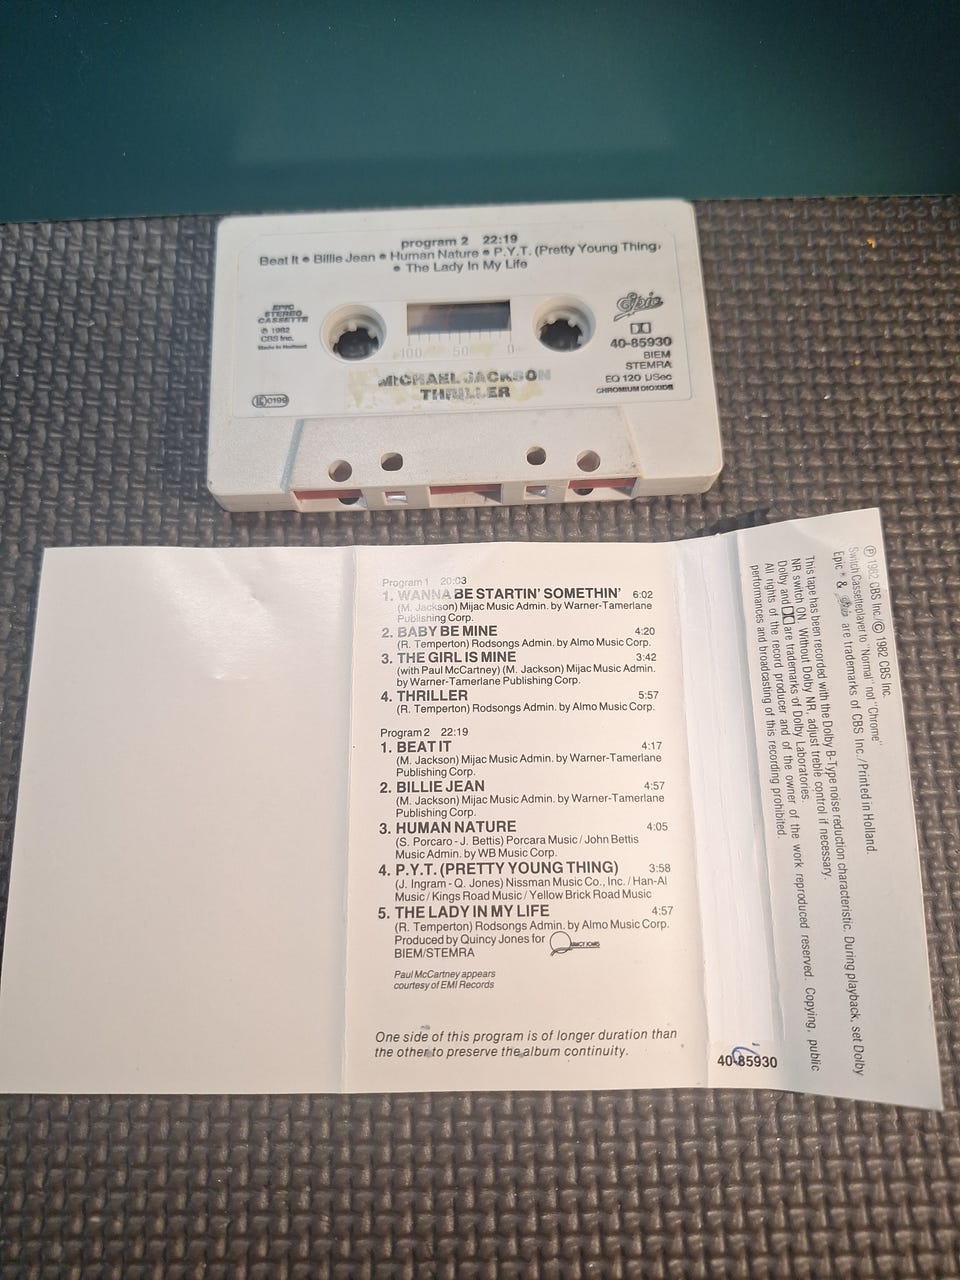 program 2 22:19
Beat It • Billie Jean • Human Nature • P.Y.T. (Pretty Young Thing)
• The Lady In My Life
EPIC
STEREO
CASSETTE
℗ 1982
CBS Inc.
Made in Holland
Epic
40-85930
BIEM
STEMRA
EQ 120 µSec
CHROMIUM DIOXIDE
100 50 0
MICHAEL JACKSON
THRILLER
0199
Program 1 20:03
1. WANNA BE STARTIN' SOMETHIN' 6:02
(M. Jackson) Mijac Music Admin. by Warner-Tamerlane
Publishing Corp.
2. BABY BE MINE 4:20
(R. Temperton) Rodsongs Admin. by Almo Music Corp.
3. THE GIRL IS MINE 3:42
(with Paul McCartney) (M. Jackson) Mijac Music Admin.
by Warner-Tamerlane Publishing Corp.
4. THRILLER 5:57
(R. Temperton) Rodsongs Admin. by Almo Music Corp.
Program 2 22:19
1. BEAT IT 4:17
(M. Jackson) Mijac Music Admin. by Warner-Tamerlane
Publishing Corp.
2. BILLIE JEAN 4:57
(M. Jackson) Mijac Music Admin. by Warner-Tamerlane
Publishing Corp.
3. HUMAN NATURE 4:05
(S. Porcaro - J. Bettis) Porcara Music / John Bettis
Music Admin. by WB Music Corp.
4. P.Y.T. (PRETTY YOUNG THING) 3:58
(J. Ingram - Q. Jones) Nissman Music Co., Inc. / Han-Al
Music / Kings Road Music / Yellow Brick Road Music
5. THE LADY IN MY LIFE 4:57
(R. Temperton) Rodsongs Admin. by Almo Music Corp.
Produced by Quincy Jones for QUINCY JONES
BIEM/STEMRA
Paul McCartney appears
courtesy of EMI Records
One side of this program is of longer duration than
the other to preserve the album continuity.
40-85930
℗ 1982 CBS Inc./© 1982 CBS Inc.
Switch Cassetteplayer to "Normal" not "Chrome"
Epic* & Epic are trademarks of CBS Inc./Printed in Holland.
This tape has been recorded with the Dolby B-Type noise reduction characteristic. During playback, set Dolby
NR switch ON. Without Dolby NR, adjust treble control if necessary.
Dolby and are trademarks of Dolby Laboratories.
All rights of the record producer and of the owner of the work reproduced reserved. Copying, public
performances and broadcasting of this recording prohibited.